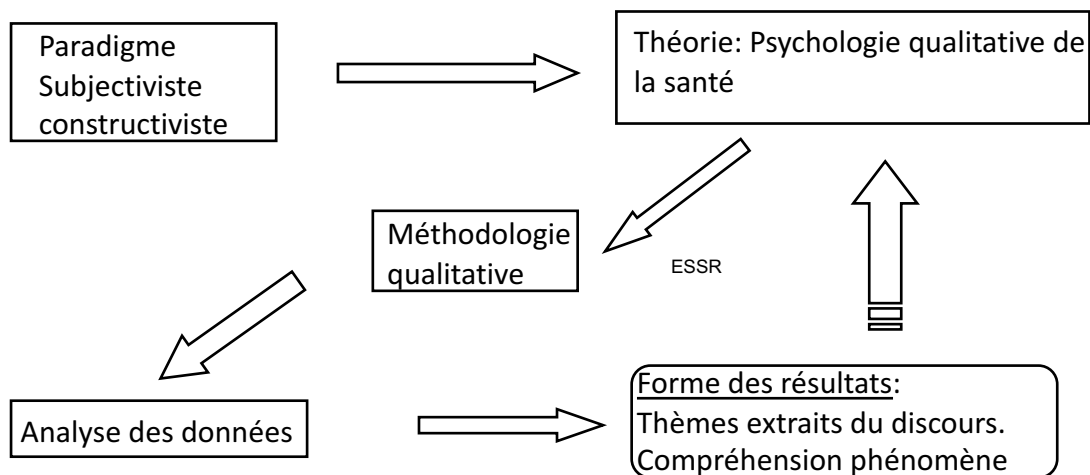 Paradigme
Subjectiviste
constructiviste
Théorie: Psychologie qualitative de
la santé
Méthodologie
qualitative
ESSR
Analyse des données
Forme des résultats:
Thèmes extraits du discours.
Compréhension phénomène